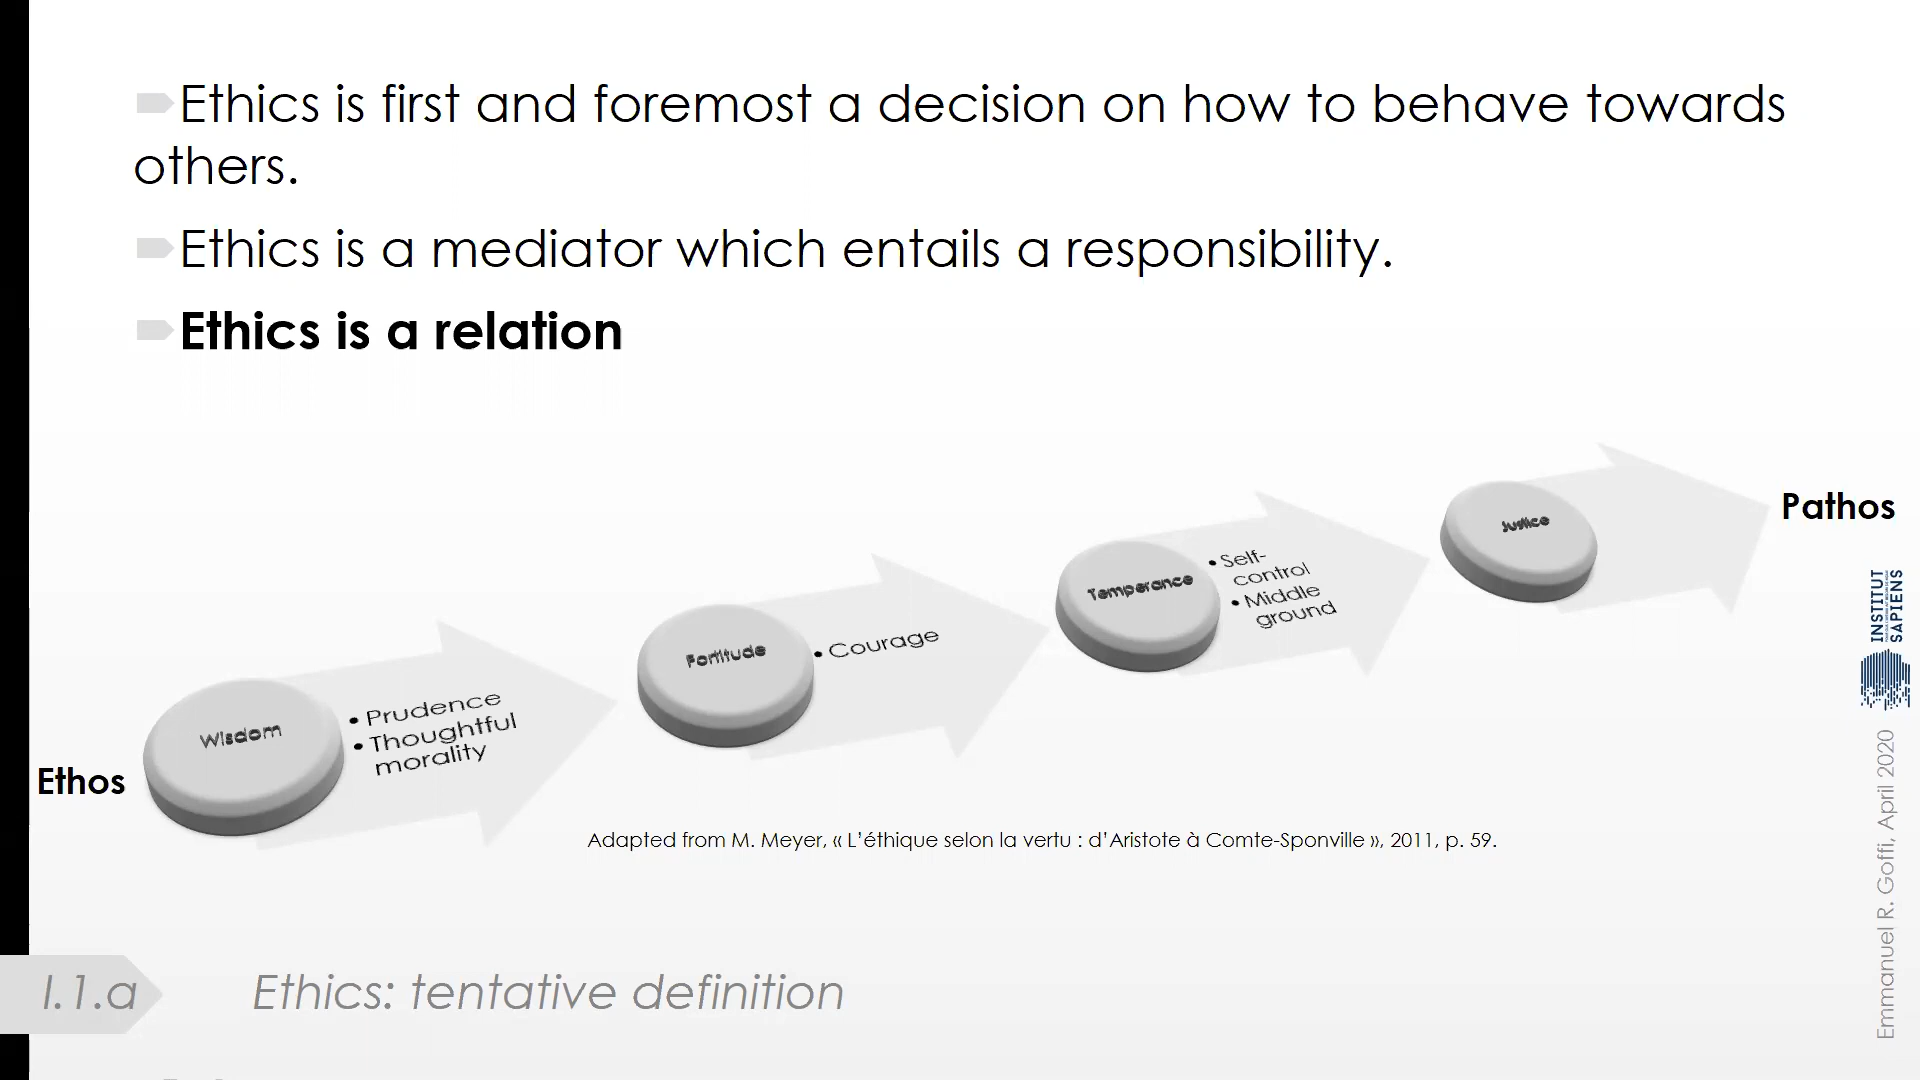 Ethics is first and foremost a decision on how to behave towards
others.
Ethics is a mediator which entails a responsibility.
Ethics is a relation
Ethos
Wisdom
• Prudence
• Thoughtful
morality
Fortitude
• Courage
Temperance
• Self-
control
• Middle
ground
Justice
Pathos
Adapted from M. Meyer, « L’éthique selon la vertu : d’Aristote à Comte-Sponville », 2011, p. 59.
I.1.a
Ethics: tentative definition
INSTITUT
SAPIENS
Emmanuel R. Goffi, April 2020